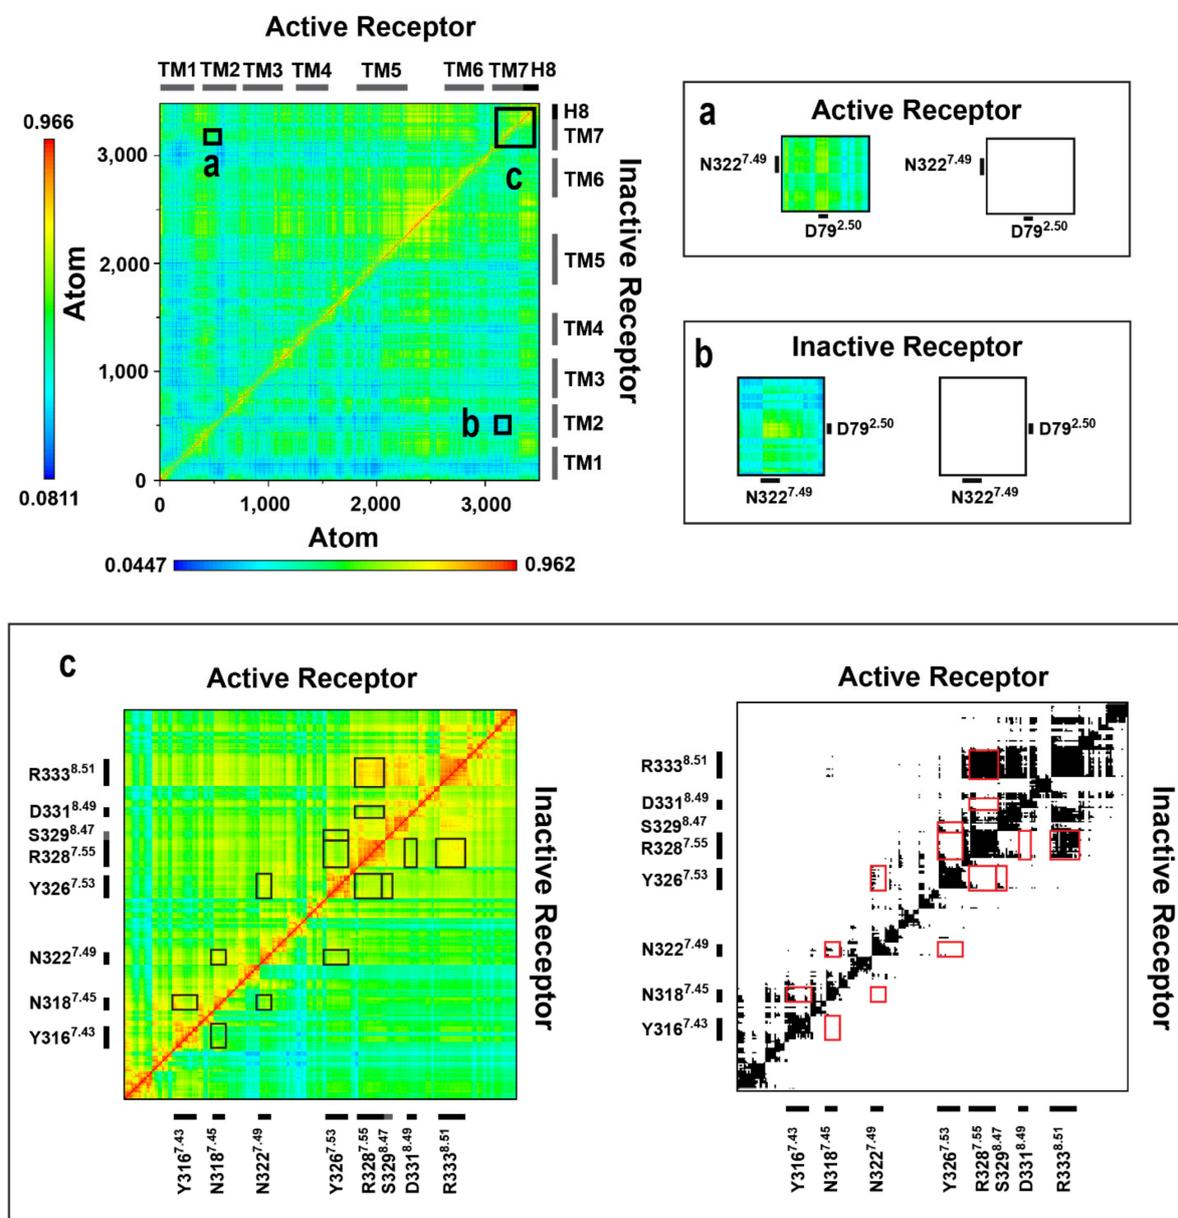 Active Receptor
TM1 TM2 TM3 TM4 TM5 TM6 TM7 H8
0.966
0.0811
Atom
3,000
2,000
1,000
0
0 1,000 2,000 3,000
Atom
0.0447 0.962
a
b
c
H8
TM7
TM6
TM5
TM4
TM3
TM2
TM1
Inactive Receptor
a
Active Receptor
N322^7.49 N322^7.49
D79^2.50 D79^2.50
b
Inactive Receptor
D79^2.50 D79^2.50
N322^7.49 N322^7.49
c
Active Receptor
R333^8.51
D331^8.49
S329^8.47
R328^7.55
Y326^7.53
N322^7.49
N318^7.45
Y316^7.43
Inactive Receptor
Y316^7.43
N318^7.45
N322^7.49
Y326^7.53
R328^7.55
S329^8.47
D331^8.49
R333^8.51
Active Receptor
R333^8.51
D331^8.49
S329^8.47
R328^7.55
Y326^7.53
N322^7.49
N318^7.45
Y316^7.43
Inactive Receptor
Y316^7.43
N318^7.45
N322^7.49
Y326^7.53
R328^7.55
S329^8.47
D331^8.49
R333^8.51